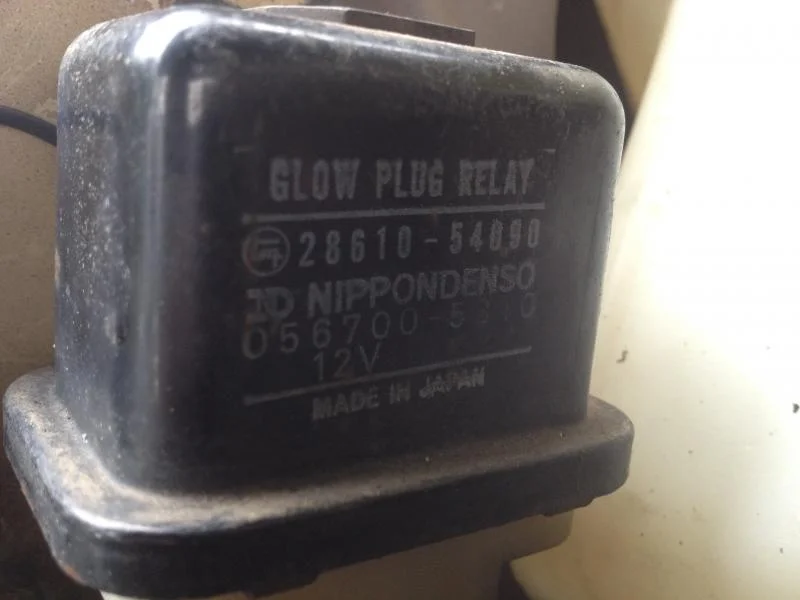 GLOW PLUG RELAY
28610-54090
NIPPONDENSO
12V
MADE IN JAPAN